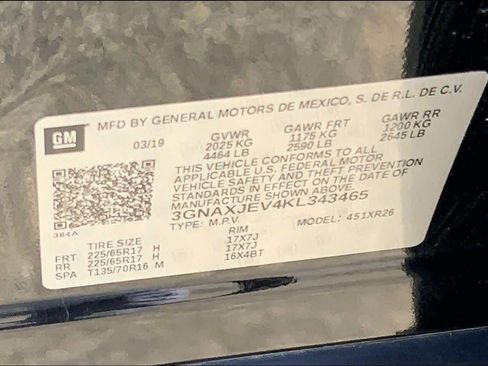 GM
MFD BY GENERAL MOTORS DE MEXICO, S. DE R.L. DE C.V.
03/19 GVWR GAWR FRT GAWR RR
2025 KG 1175 KG 1200 KG
4464 LB 2590 LB 2645 LB
THIS VEHICLE CONFORMS TO ALL
APPLICABLE U.S. FEDERAL MOTOR
VEHICLE SAFETY AND THEFT PREVENTION
STANDARDS IN EFFECT ON THE DATE OF
MANUFACTURE SHOWN ABOVE.
3GNAXJEV4KL343465
TYPE: M.P.V. MODEL: 451XR26
384A
TIRE SIZE RIM
FRT 225/65R17 H 17X7J
RR 225/65R17 H 17X7J
SPA T135/70R16 M 16X4BT